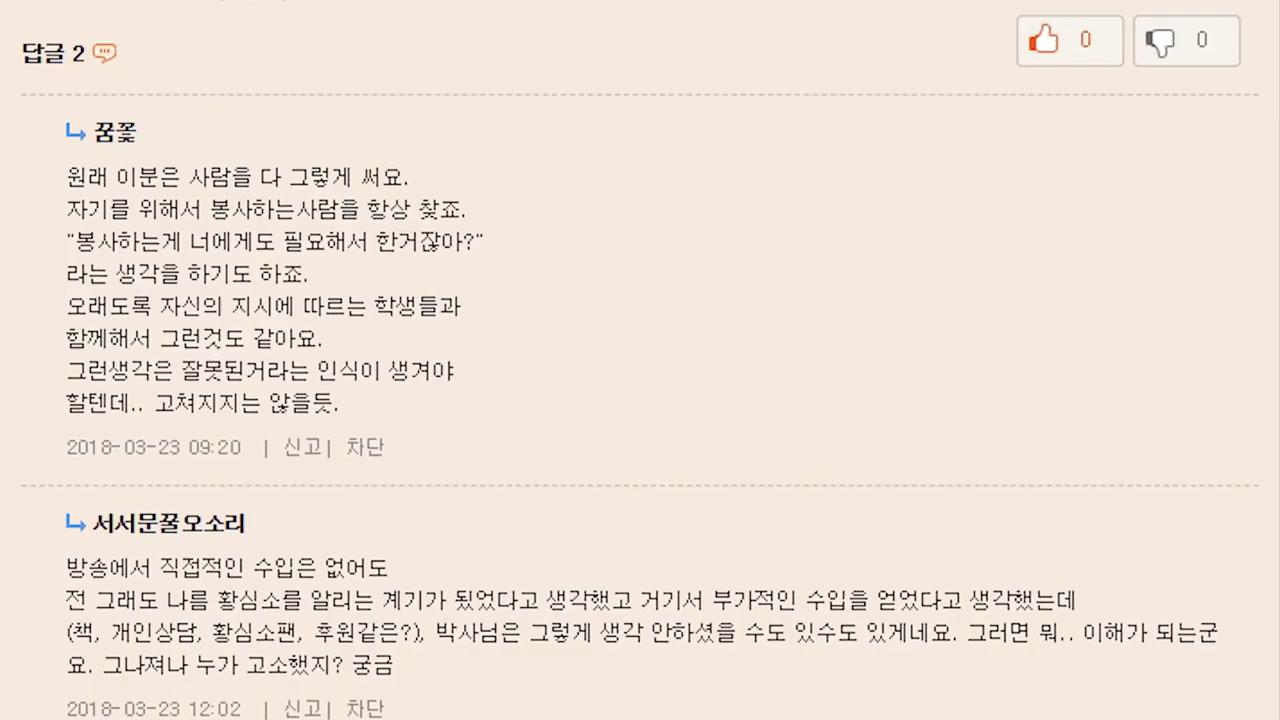 답글 2
0
0
꿈꽃
원래 이분은 사람을 다 그렇게 써요.
자기를 위해서 봉사하는사람을 항상 찾죠.
"봉사하는게 너에게도 필요해서 한거잖아?"
라는 생각을 하기도 하죠.
오래도록 자신의 지시에 따르는 학생들과
함께해서 그런것도 같아요.
그런생각은 잘못된거라는 인식이 생겨야
할텐데.. 고쳐지지는 않을듯.
2018-03-23 09:20 | 신고 | 차단
서서문꿀오소리
방송에서 직접적인 수입은 없어도
전 그래도 나름 황심소를 알리는 계기가 됬었다고 생각했고 거기서 부가적인 수입을 얻었다고 생각했는데
(책, 개인상담, 황심소팬, 후원같은?), 박사님은 그렇게 생각 안하셨을 수도 있수도 있게네요. 그러면 뭐.. 이해가 되는군
요. 그나져나 누가 고소했지? 궁금
2018-03-23 12:02 | 신고 | 차단